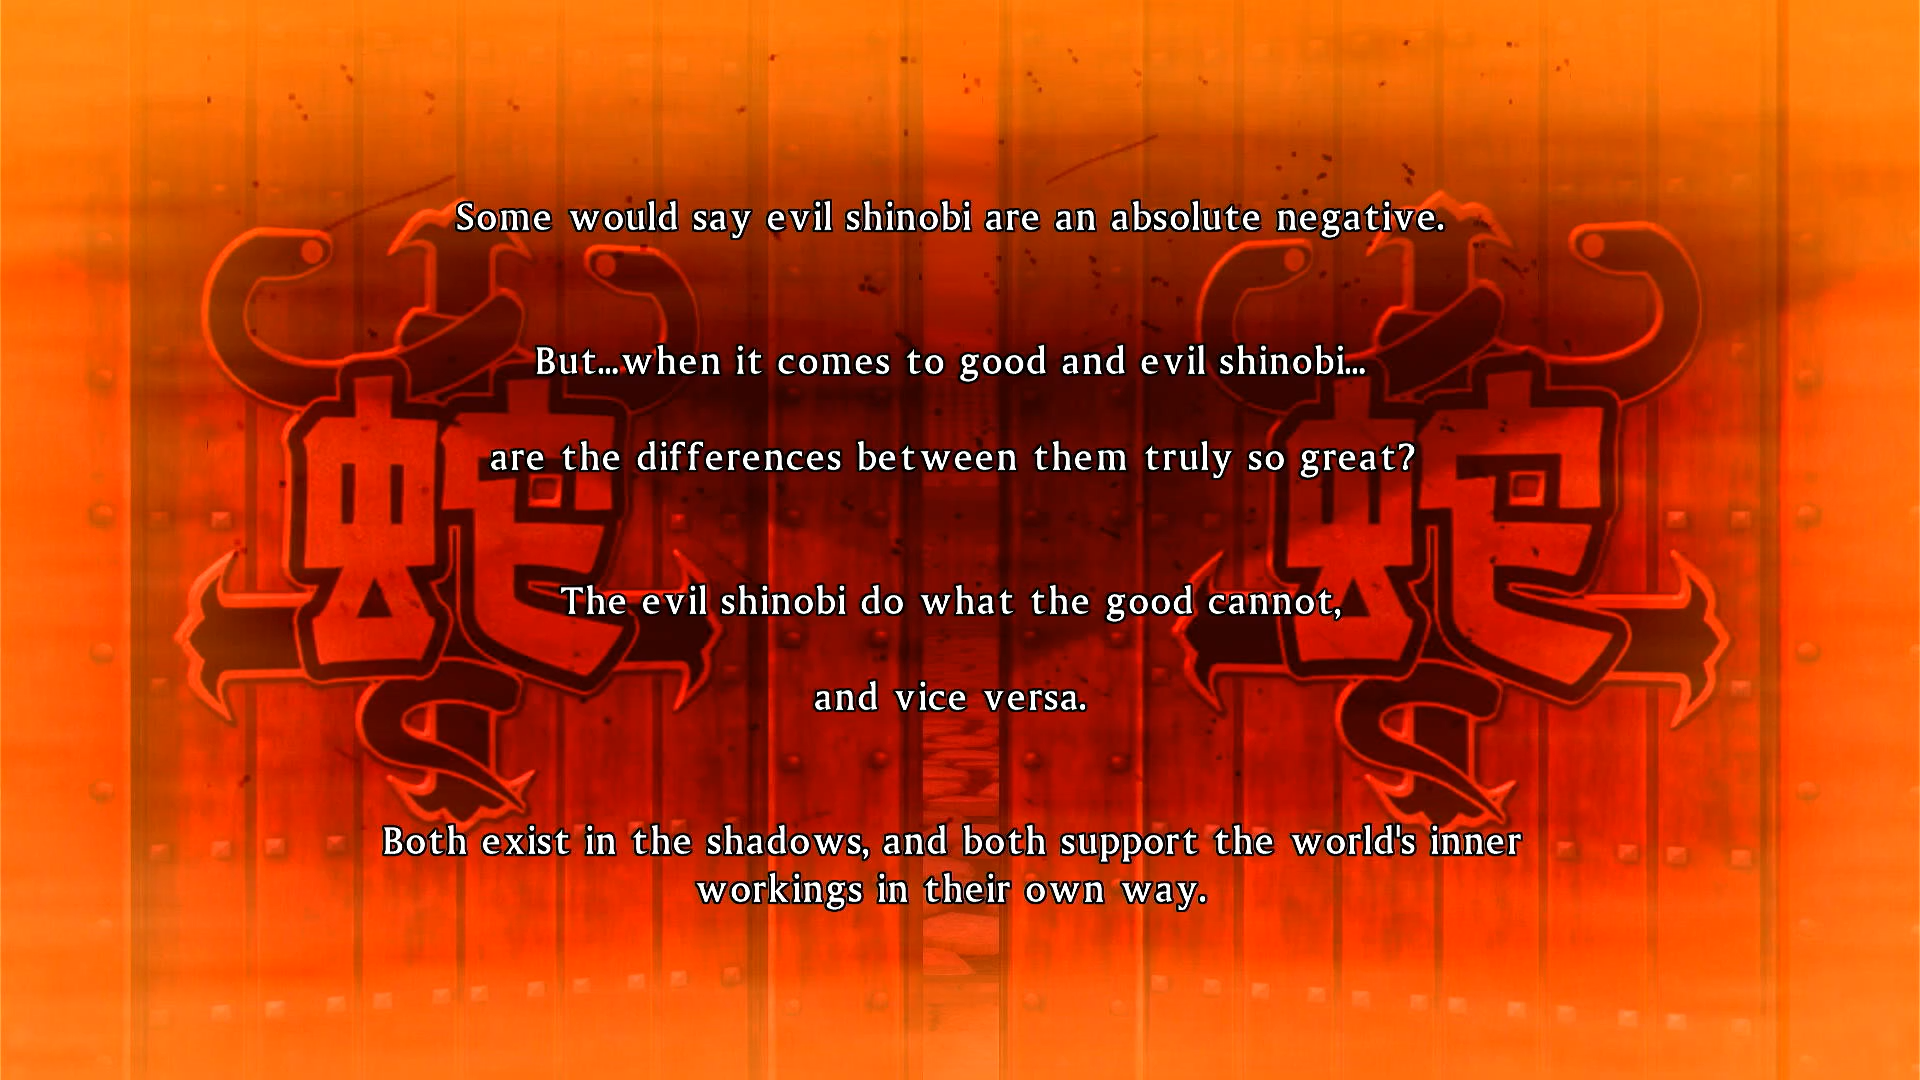 Some would say evil shinobi are an absolute negative.
But...when it comes to good and evil shinobi...
are the differences between them truly so great?
蛇 蛇
The evil shinobi do what the good cannot,
and vice versa.
Both exist in the shadows, and both support the world's inner
workings in their own way.